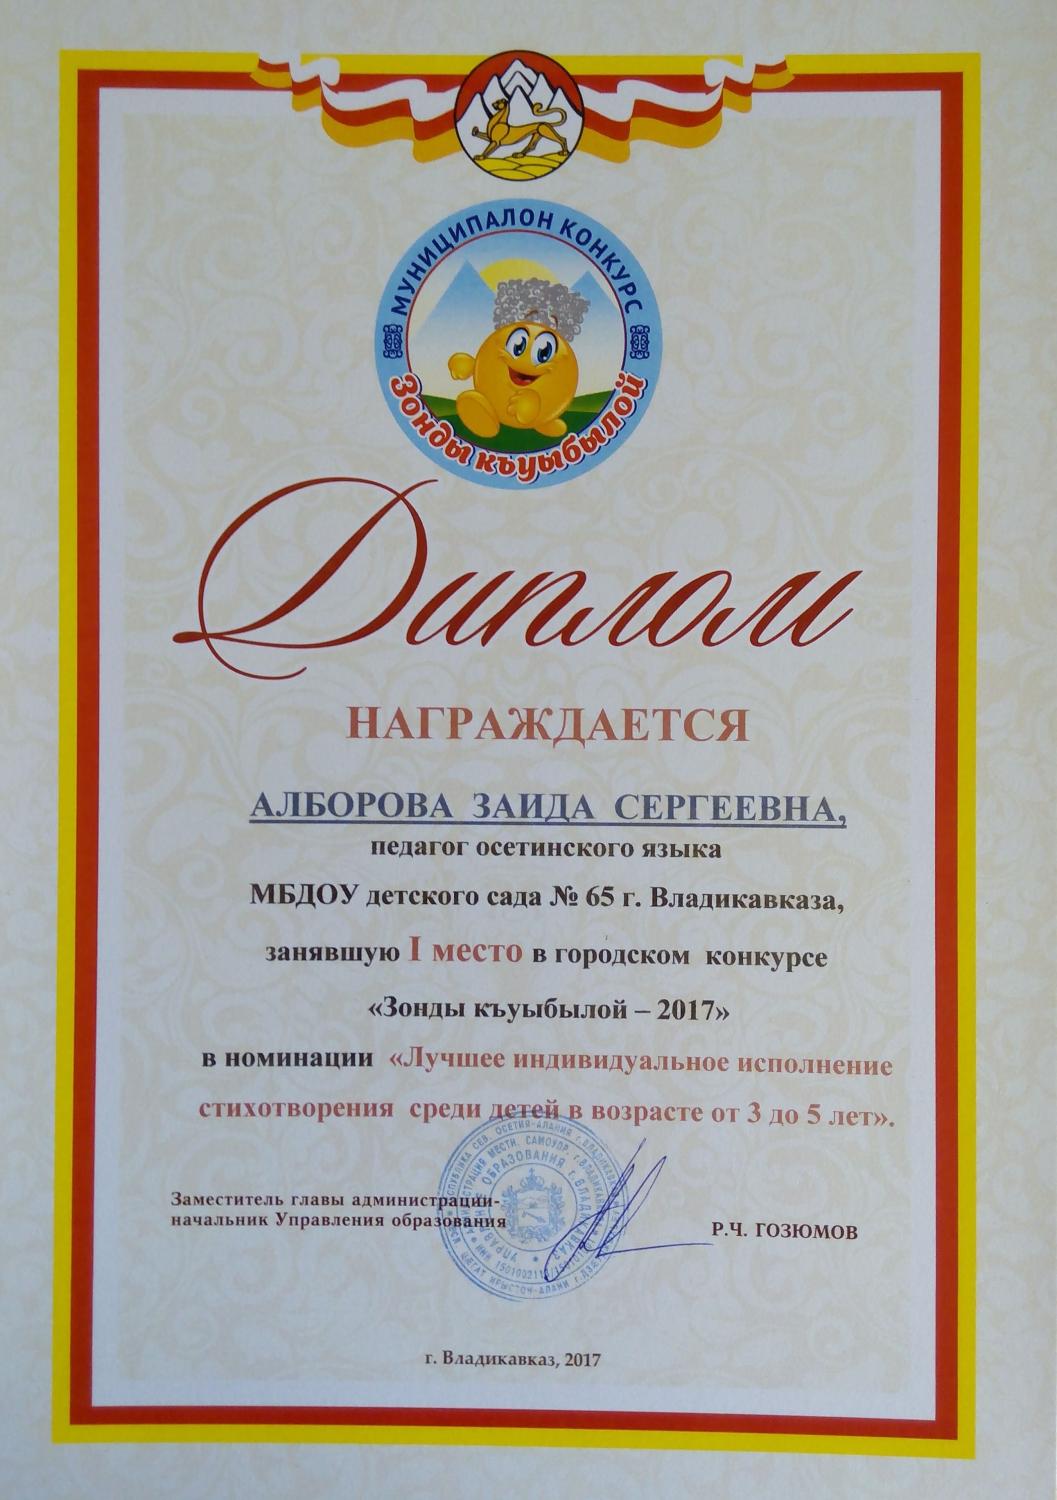 МУНИЦИПАЛОН КОНКУРС
Зонды къуыбылой
Диплом
НАГРАЖДАЕТСЯ
АЛБОРОВА ЗАИДА СЕРГЕЕВНА,
педагог осетинского языка
МБДОУ детского сада № 65 г. Владикавказа,
занявшую I место в городском конкурсе
«Зонды къуыбылой – 2017»
в номинации «Лучшее индивидуальное исполнение
стихотворения среди детей в возрасте от 3 до 5 лет».
Заместитель главы администрации-
начальник Управления образования
Р.Ч. ГОЗЮМОВ
г. Владикавказ, 2017